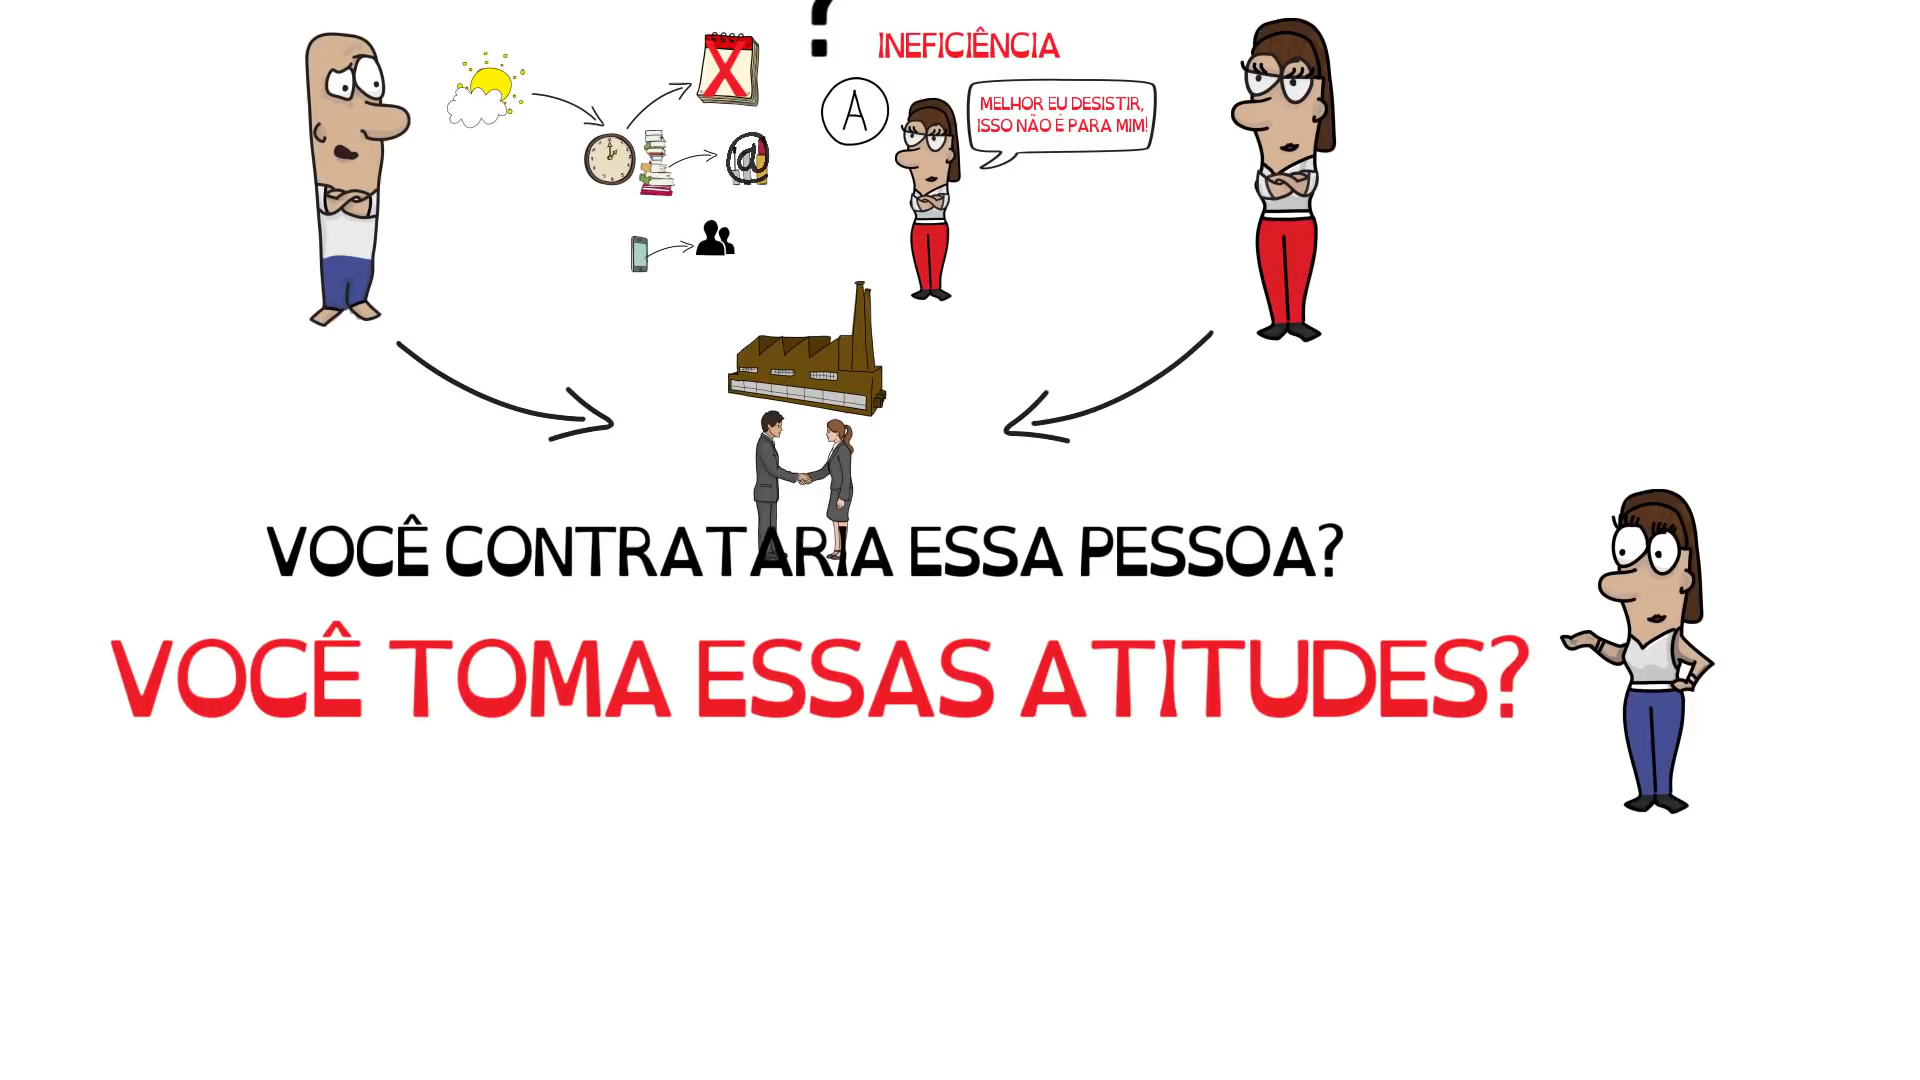 ?
INEFICIÊNCIA
X
@
A
MELHOR EU DESISTIR,
ISSO NÃO É PARA MIM!
VOCÊ CONTRATARIA ESSA PESSOA?
VOCÊ TOMA ESSAS ATITUDES?